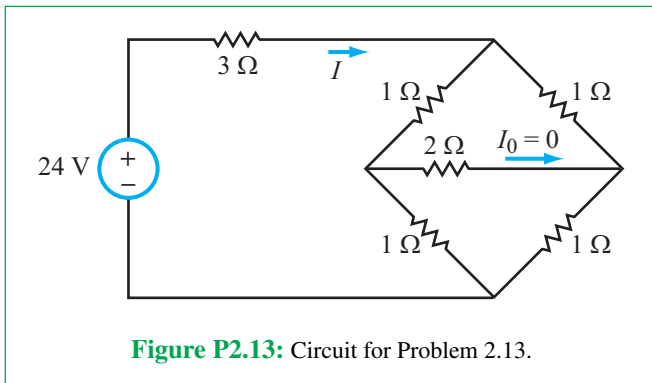 3 Ω
I
1 Ω
1 Ω
2 Ω
I0 = 0
24 V
+
−
1 Ω
1 Ω
Figure P2.13: Circuit for Problem 2.13.